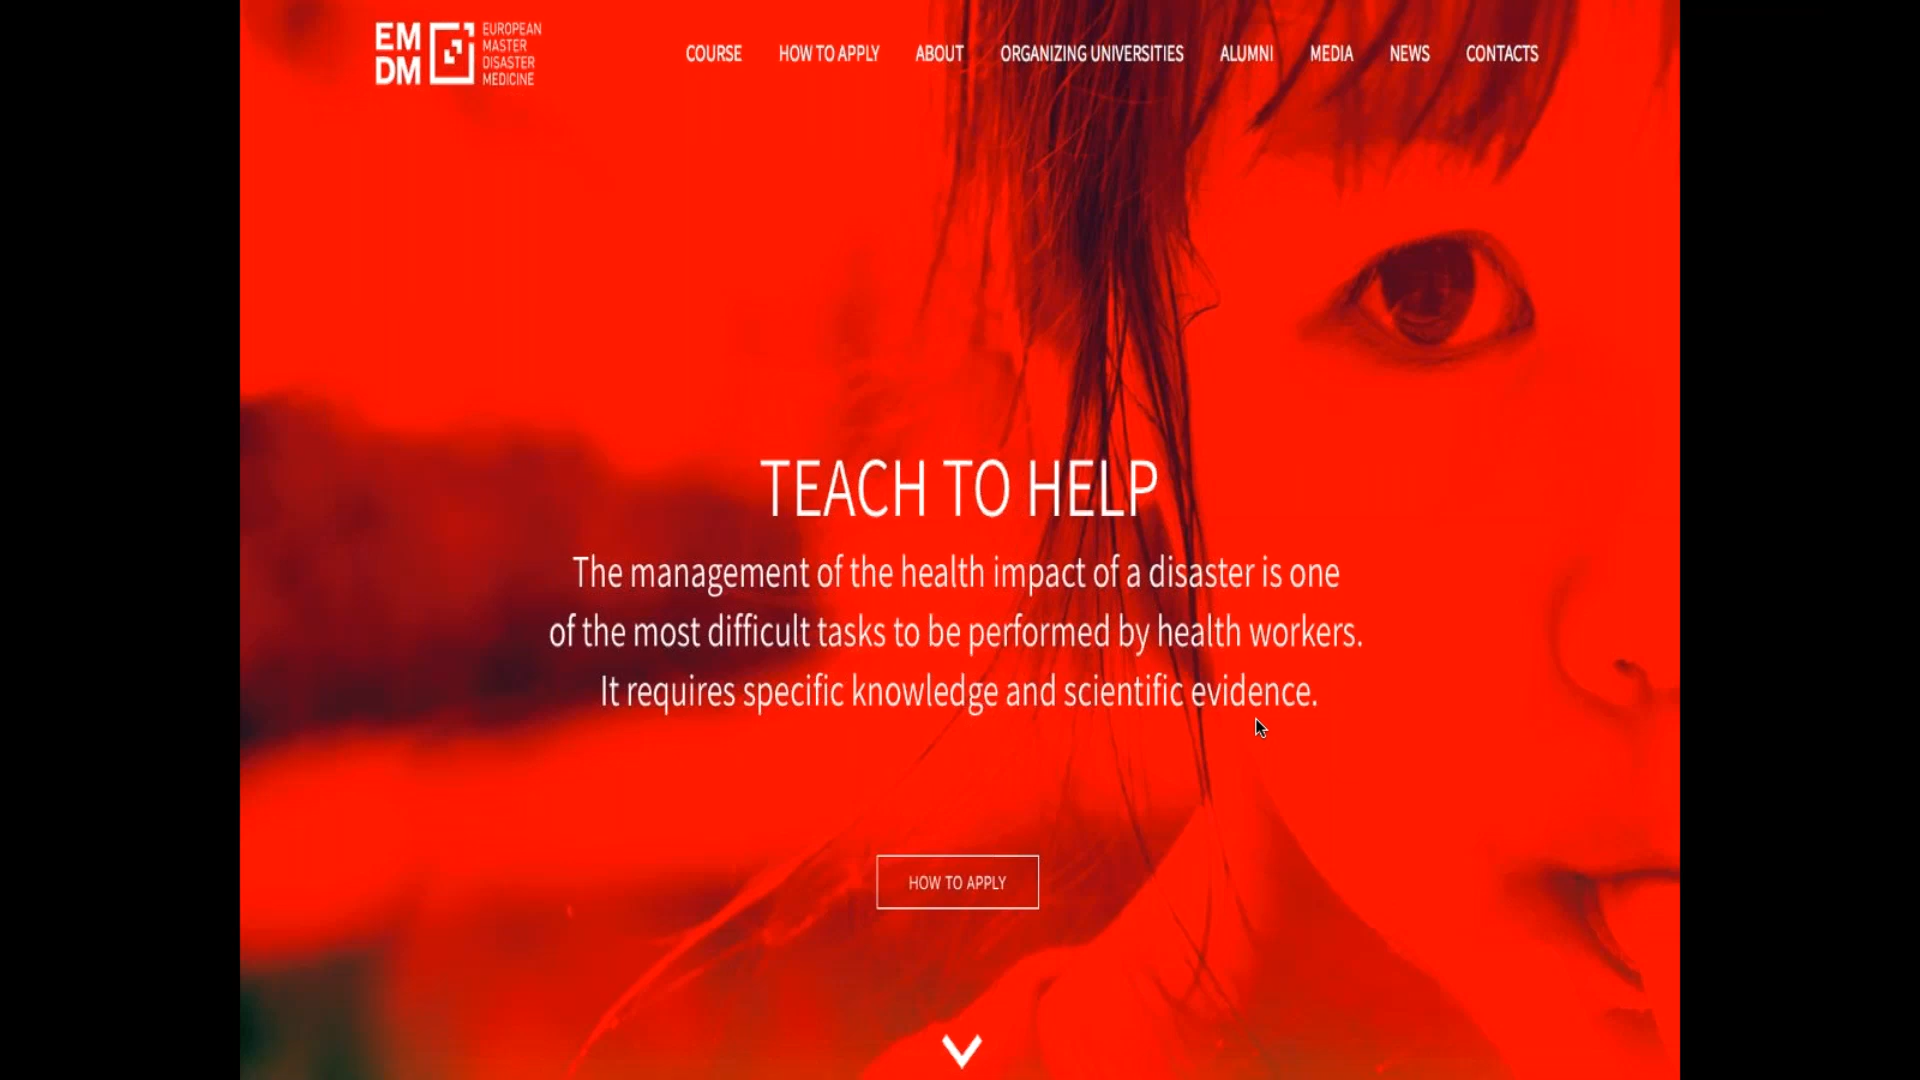 EM
DM
EUROPEAN
MASTER
DISASTER
MEDICINE
COURSE HOW TO APPLY ABOUT ORGANIZING UNIVERSITIES ALUMNI MEDIA NEWS CONTACTS
TEACH TO HELP
The management of the health impact of a disaster is one
of the most difficult tasks to be performed by health workers.
It requires specific knowledge and scientific evidence.
HOW TO APPLY